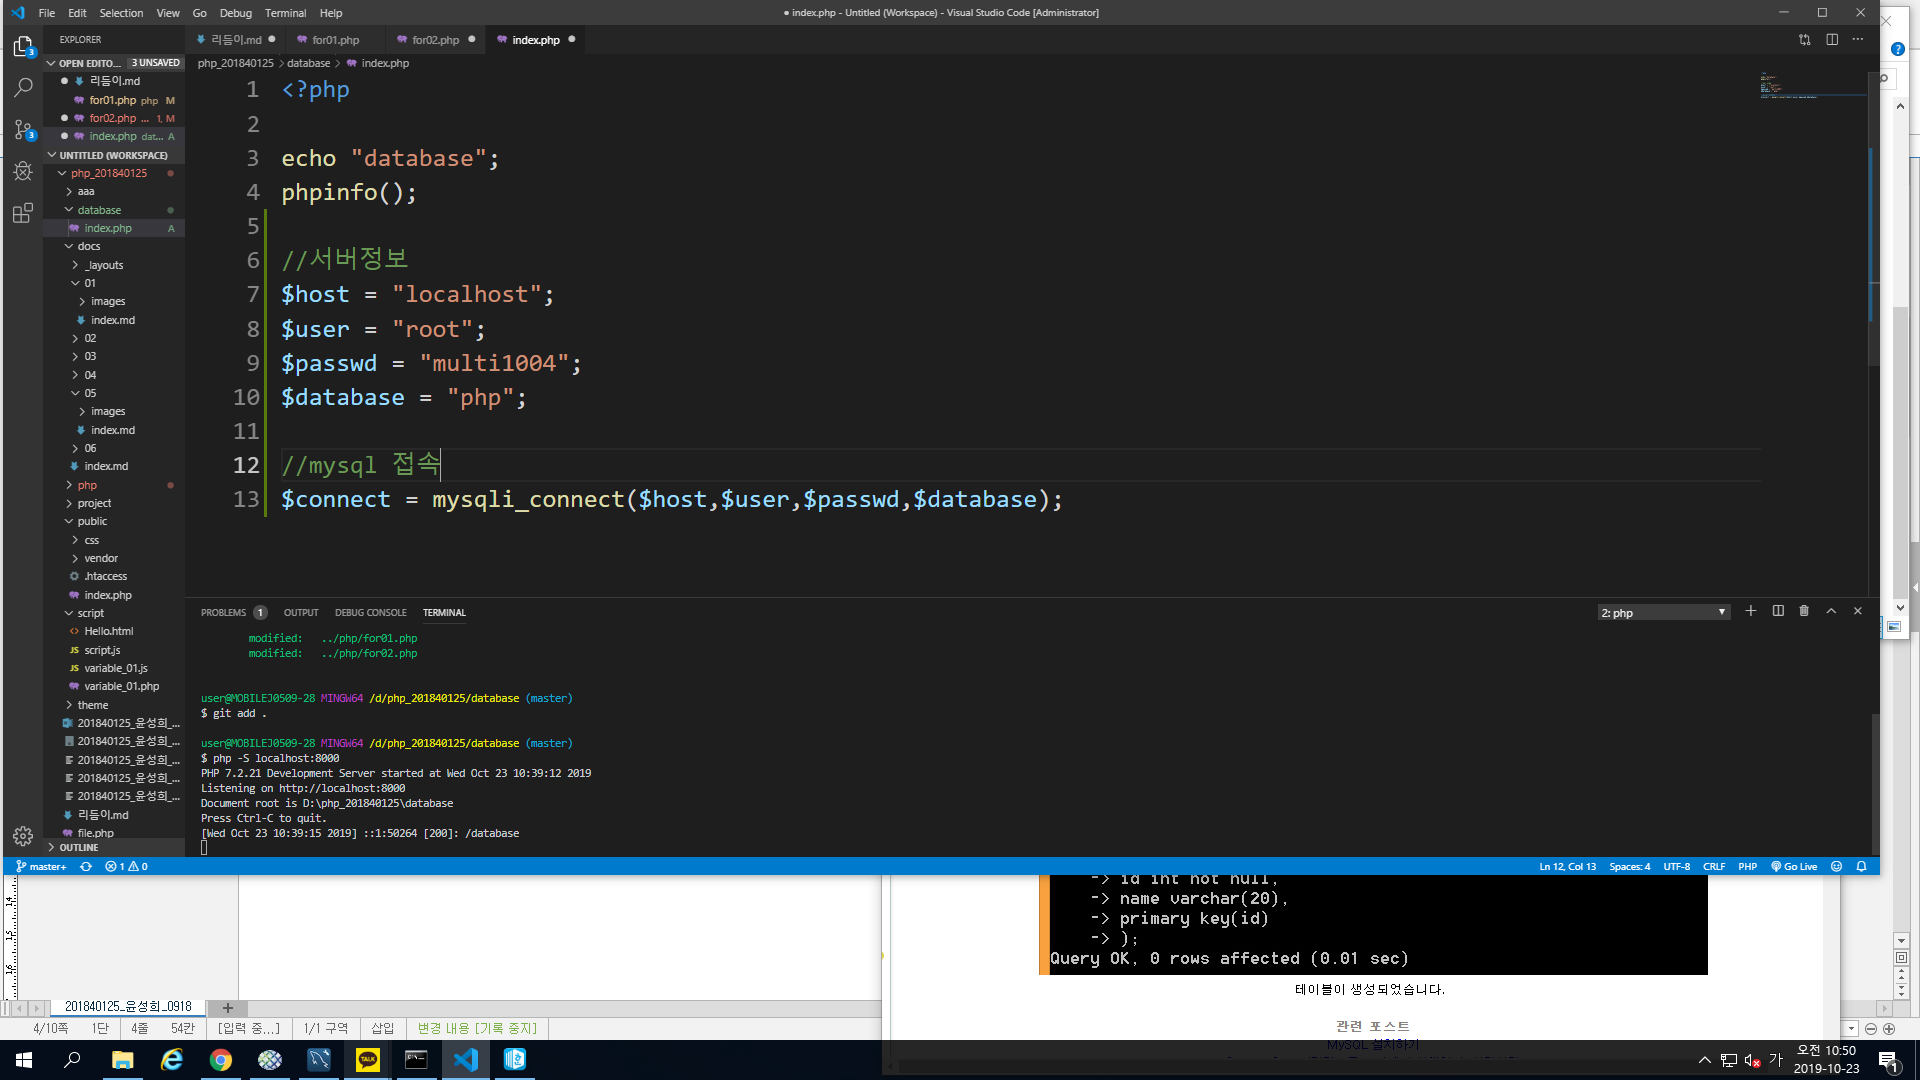 File Edit Selection View Go Debug Terminal Help
● index.php - Untitled (Workspace) - Visual Studio Code [Administrator]
EXPLORER
리듬이.md
for01.php
for02.php
index.php
OPEN EDITO... 3 UNSAVED
php_201840125 > database > index.php
리듬이.md
for01.php php M
for02.php ... 1, M
index.php dat... A
UNTITLED (WORKSPACE)
php_201840125
aaa
database
index.php A
docs
_layouts
01
images
index.md
02
03
04
05
images
index.md
06
index.md
php
project
public
css
vendor
.htaccess
index.php
script
Hello.html
JS script.js
JS variable_01.js
variable_01.php
theme
201840125_윤성희_...
201840125_윤성희_...
201840125_윤성희_...
201840125_윤성희_...
201840125_윤성희_...
리듬이.md
file.php
OUTLINE
1 <?php
2
3 echo "database";
4 phpinfo();
5
6 //서버정보
7 $host = "localhost";
8 $user = "root";
9 $passwd = "multi1004";
10 $database = "php";
11
12 //mysql 접속
13 $connect = mysqli_connect($host,$user,$passwd,$database);
PROBLEMS 1 OUTPUT DEBUG CONSOLE TERMINAL
2: php
modified: ../php/for01.php
modified: ../php/for02.php
user@MOBILEJ0509-28 MINGW64 /d/php_201840125/database (master)
$ git add .
user@MOBILEJ0509-28 MINGW64 /d/php_201840125/database (master)
$ php -S localhost:8000
PHP 7.2.21 Development Server started at Wed Oct 23 10:39:12 2019
Listening on http://localhost:8000
Document root is D:\php_201840125\database
Press Ctrl-C to quit.
[Wed Oct 23 10:39:15 2019] ::1:50264 [200]: /database
master+ 1 0
Ln 12, Col 13 Spaces: 4 UTF-8 CRLF PHP Go Live
-> id int not null,
-> name varchar(20),
-> primary key(id)
-> );
Query OK, 0 rows affected (0.01 sec)
테이블이 생성되었습니다.
관련 포스트
MySQL 설치하기
201840125_윤성희_0918
4/10쪽 1단 4줄 54칸 [입력 중...] 1/1 구역 삽입 변경 내용 [기록 중지]
TALK
가
오전 10:50
2019-10-23
1